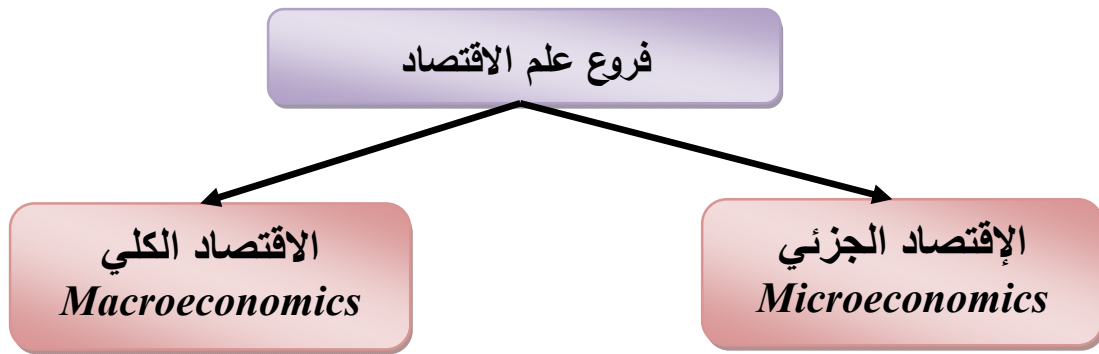 فروع علم الاقتصاد
الإقتصاد الجزئي
Microeconomics
الاقتصاد الكلي
Macroeconomics